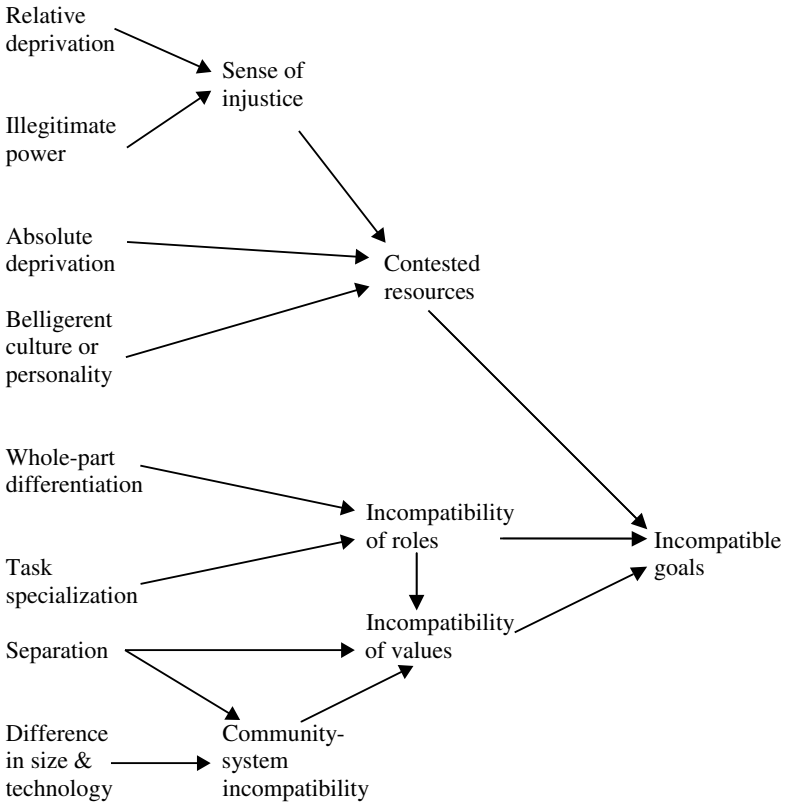 Relative
deprivation
Sense of
injustice
Illegitimate
power
Absolute
deprivation
Contested
resources
Belligerent
culture or
personality
Whole-part
differentiation
Incompatibility
of roles
Incompatible
goals
Task
specialization
Incompatibility
of values
Separation
Difference
in size &
technology
Community-
system
incompatibility